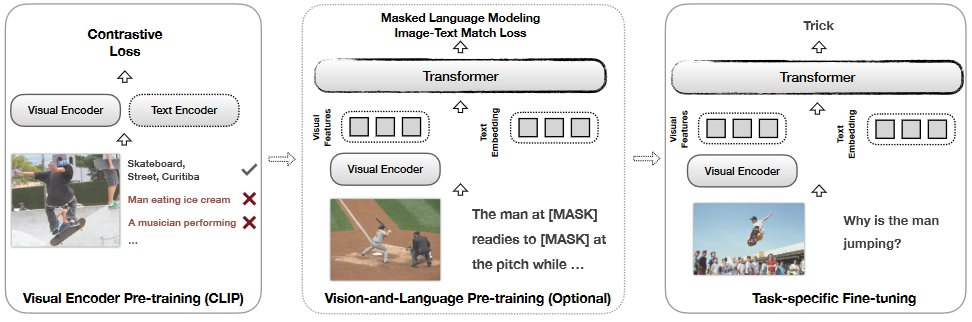 Contrastive
Loss
Visual Encoder
Text Encoder
Skateboard,
Street, Curitiba
Man eating ice cream
A musician performing
...
Visual Encoder Pre-training (CLIP)
Masked Language Modeling
Image-Text Match Loss
Transformer
Visual
Features
Text
Embedding
Visual Encoder
The man at [MASK]
readies to [MASK] at
the pitch while ...
Vision-and-Language Pre-training (Optional)
Trick
Transformer
Visual
Features
Text
Embedding
Visual Encoder
Why is the man
jumping?
Task-specific Fine-tuning